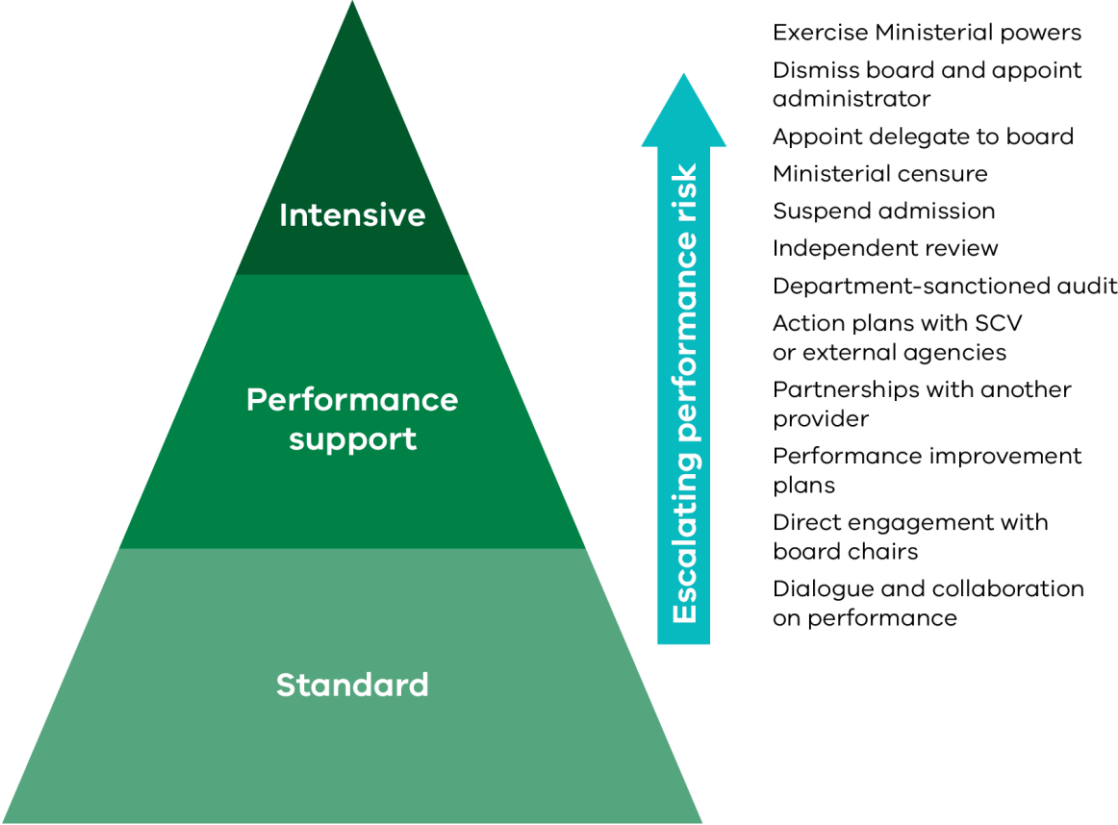 Intensive
Performance
support
Standard
Escalating performance risk
Exercise Ministerial powers
Dismiss board and appoint
administrator
Appoint delegate to board
Ministerial censure
Suspend admission
Independent review
Department-sanctioned audit
Action plans with SCV
or external agencies
Partnerships with another
provider
Performance improvement
plans
Direct engagement with
board chairs
Dialogue and collaboration
on performance